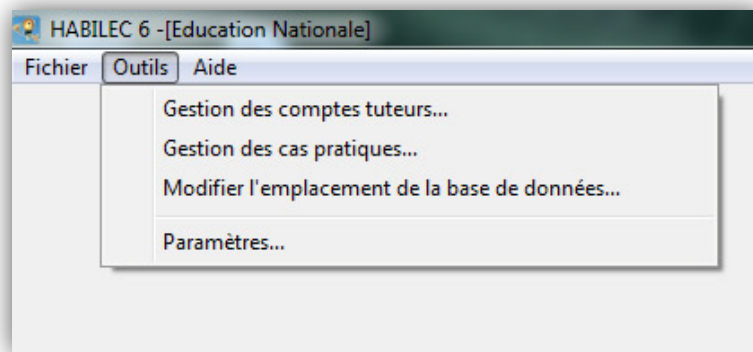 HABILEC 6 -[Education Nationale]
Fichier Outils Aide
Gestion des comptes tuteurs...
Gestion des cas pratiques...
Modifier l'emplacement de la base de données...
Paramètres...